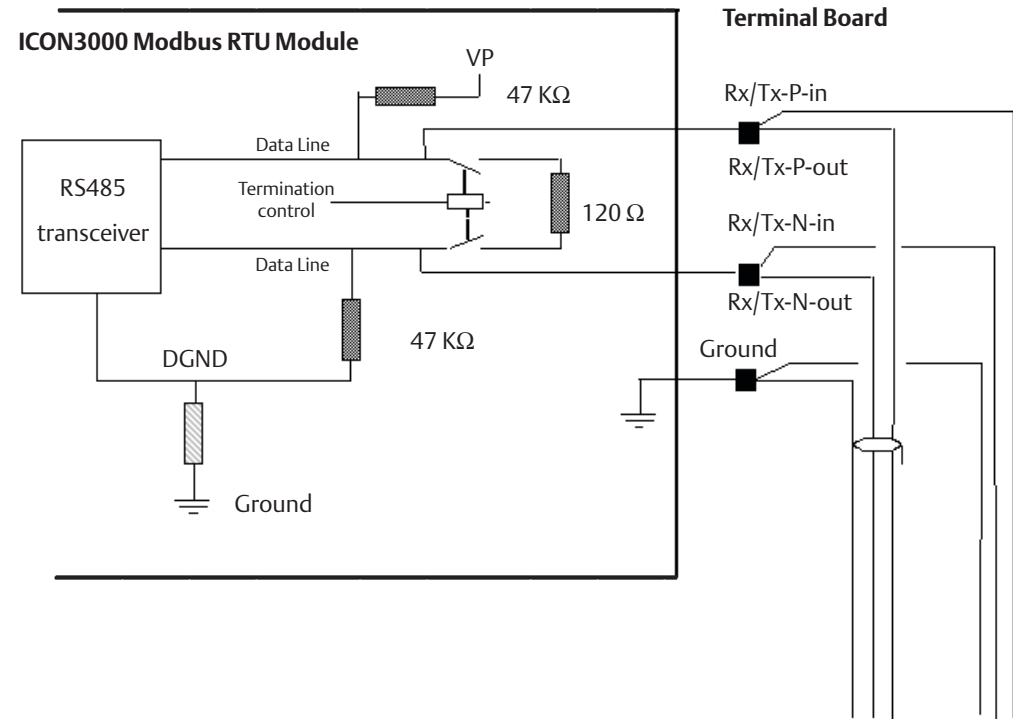 Terminal Board
ICON3000 Modbus RTU Module
VP
47 KΩ
Rx/Tx-P-in
Data Line
RS485
transceiver
Termination
control
120 Ω
Rx/Tx-P-out
Rx/Tx-N-in
Data Line
Rx/Tx-N-out
47 KΩ
Ground
DGND
Ground